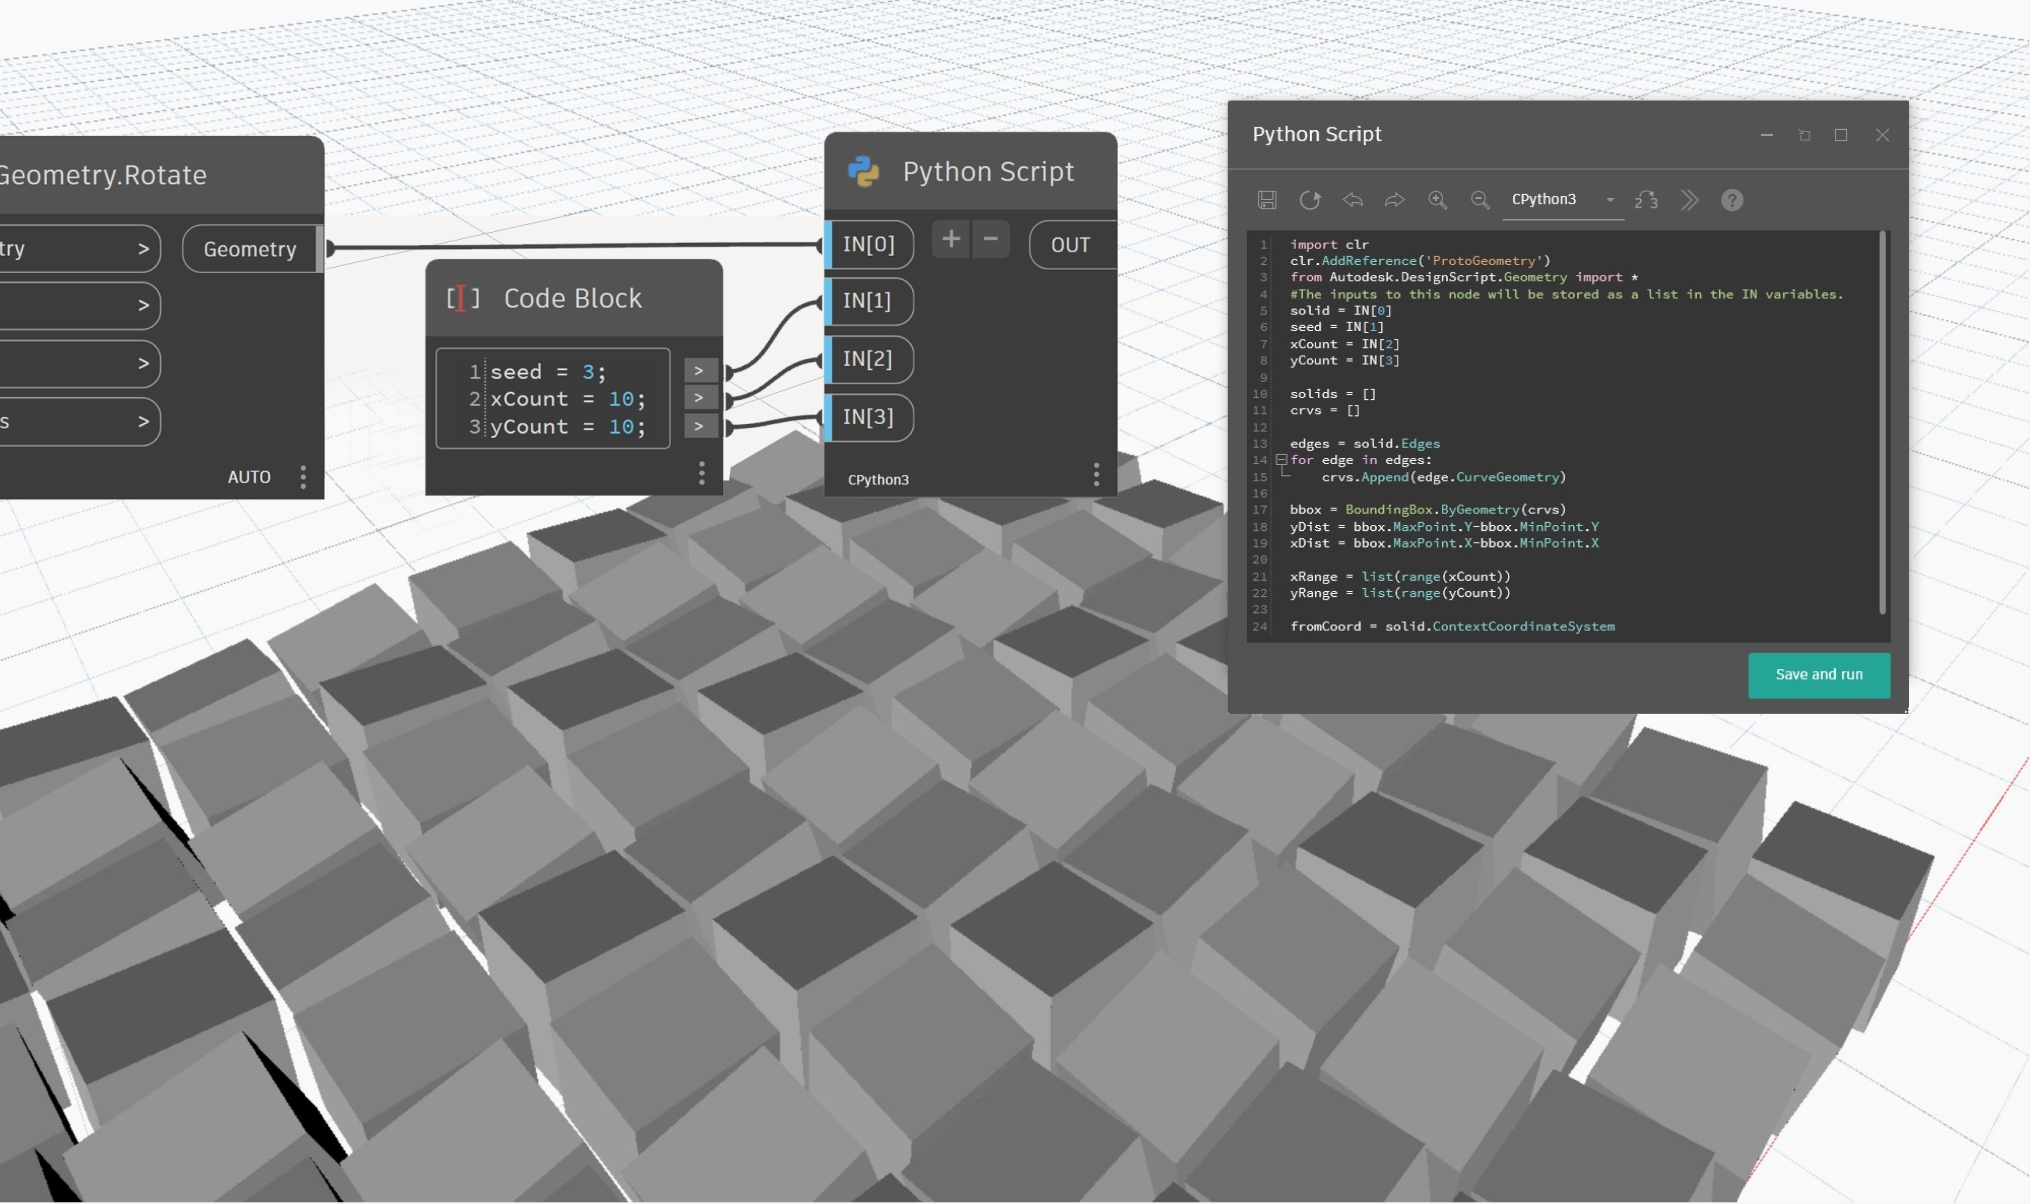 Geometry.Rotate
try >
Geometry
>
>
s >
AUTO
Code Block
1 seed = 3;
2 xCount = 10;
3 yCount = 10;
>
>
>
Python Script
IN[0]
+ −
OUT
IN[1]
IN[2]
IN[3]
CPython3
Python Script
CPython3
2 3
?
1 import clr
2 clr.AddReference('ProtoGeometry')
3 from Autodesk.DesignScript.Geometry import *
4 #The inputs to this node will be stored as a list in the IN variables.
5 solid = IN[0]
6 seed = IN[1]
7 xCount = IN[2]
8 yCount = IN[3]
9
10 solids = []
11 crvs = []
12
13 edges = solid.Edges
14 for edge in edges:
15 crvs.Append(edge.CurveGeometry)
16
17 bbox = BoundingBox.ByGeometry(crvs)
18 yDist = bbox.MaxPoint.Y-bbox.MinPoint.Y
19 xDist = bbox.MaxPoint.X-bbox.MinPoint.X
20
21 xRange = list(range(xCount))
22 yRange = list(range(yCount))
23
24 fromCoord = solid.ContextCoordinateSystem
Save and run